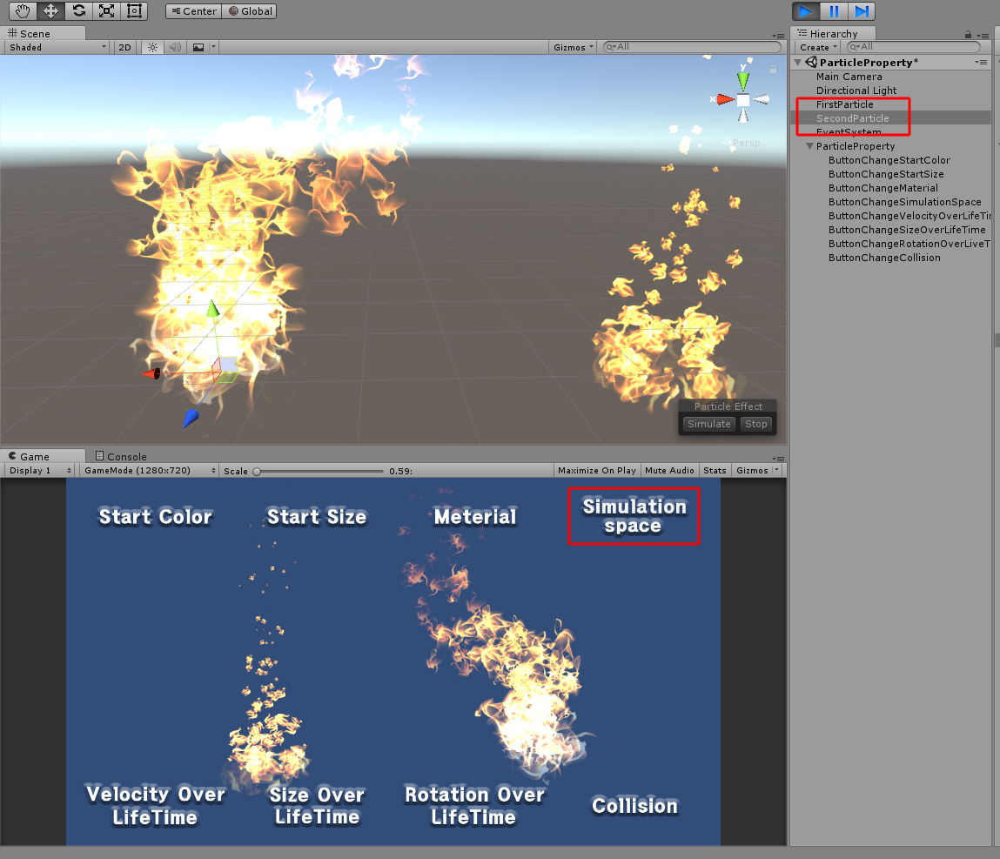 Center Global
Scene
Shaded 2D Gizmos All
y
x
Persp
Particle Effect
Simulate Stop
Hierarchy
Create All
ParticleProperty*
Main Camera
Directional Light
FirstParticle
SecondParticle
EventSystem
ParticleProperty
ButtonChangeStartColor
ButtonChangeStartSize
ButtonChangeMaterial
ButtonChangeSimulationSpace
ButtonChangeVelocityOverLifeTin
ButtonChangeSizeOverLifeTime
ButtonChangeRotationOverLiveT
ButtonChangeCollision
Game Console
Display 1 GameMode (1280x720) Scale 0.59: Maximize On Play Mute Audio Stats Gizmos
Start Color
Start Size
Meterial
Simulation
space
Velocity Over
LifeTime
Size Over
LifeTime
Rotation Over
LifeTime
Collision